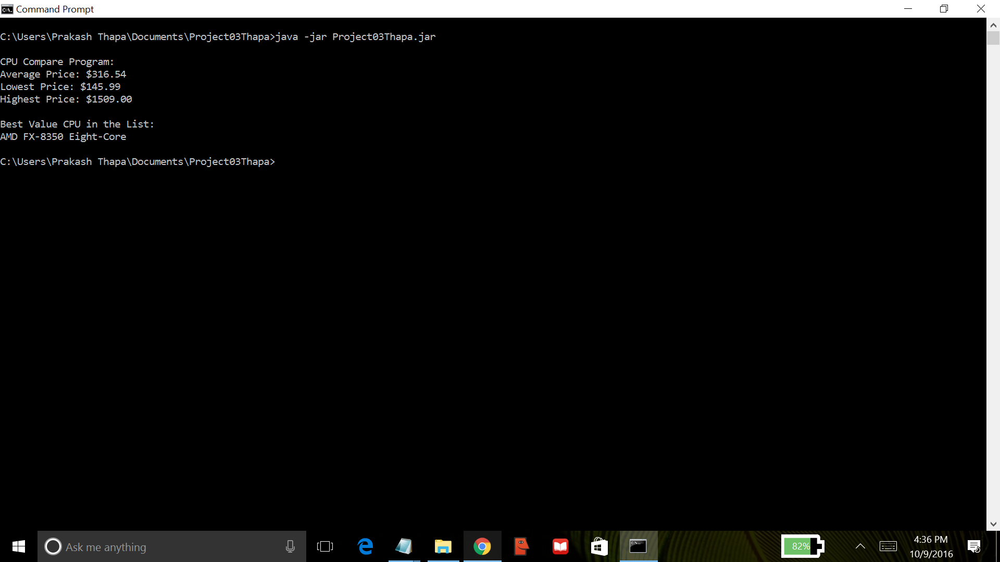 Command Prompt
C:\Users\Prakash Thapa\Documents\Project03Thapa>java -jar Project03Thapa.jar
CPU Compare Program:
Average Price: $316.54
Lowest Price: $145.99
Highest Price: $1509.00
Best Value CPU in the List:
AMD FX-8350 Eight-Core
C:\Users\Prakash Thapa\Documents\Project03Thapa>
Ask me anything
82%
4:36 PM
10/9/2016